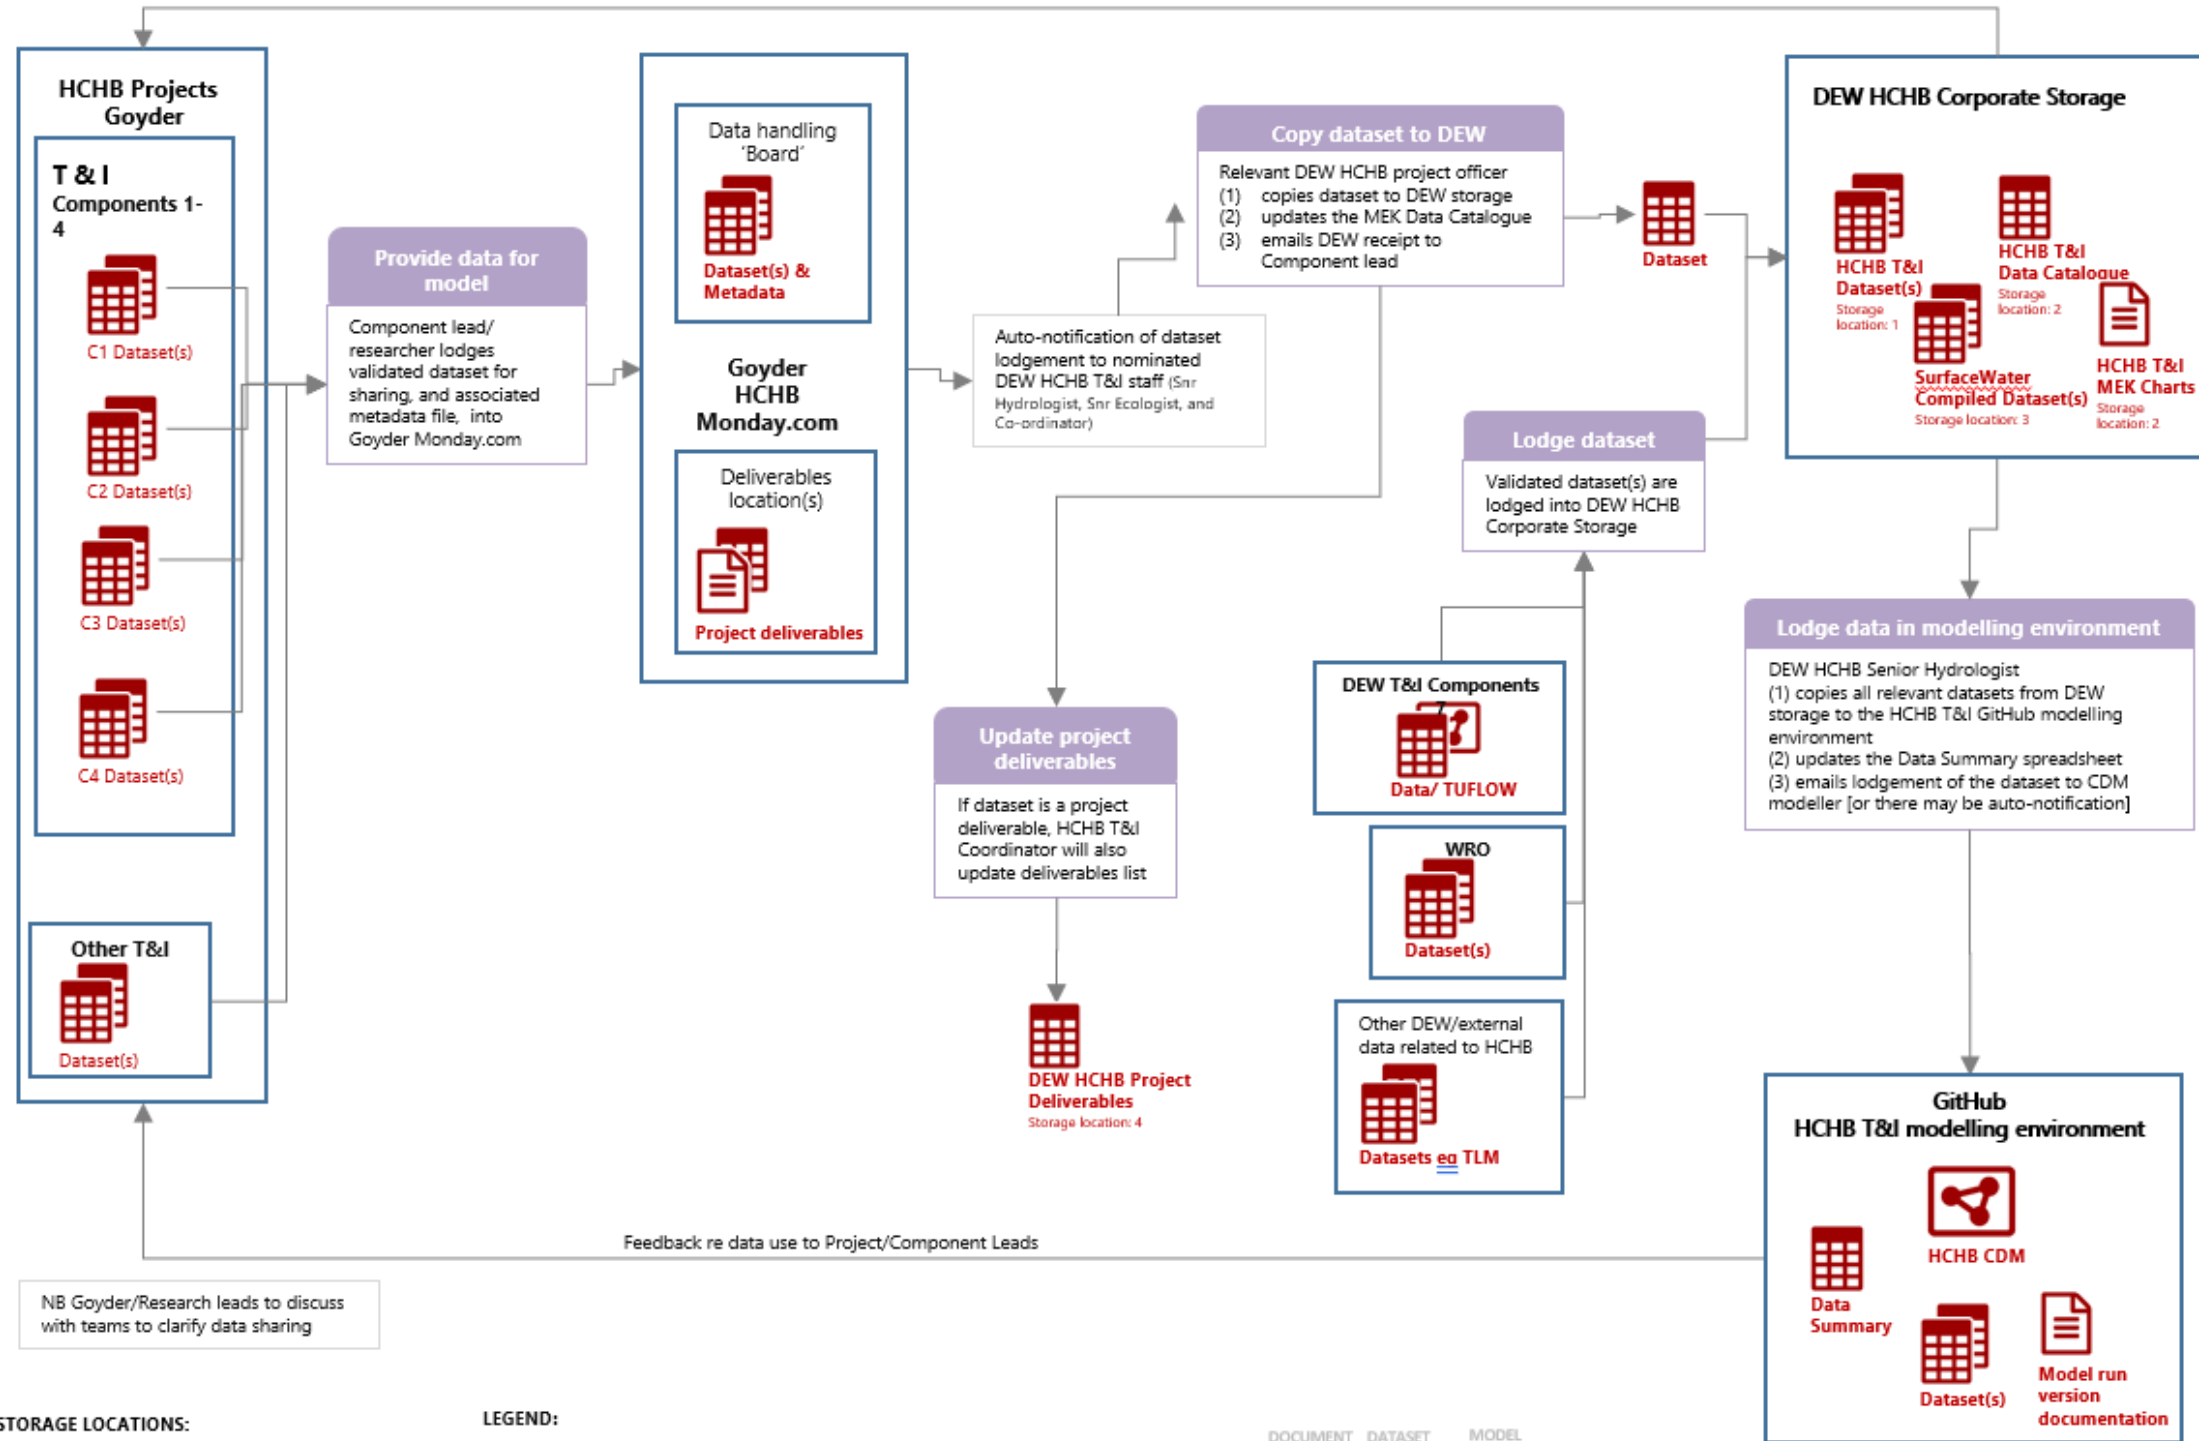 HCHB Projects
Goyder
T & I
Components 1-
4
C1 Dataset(s)
C2 Dataset(s)
C3 Dataset(s)
C4 Dataset(s)
Other T&I
Dataset(s)
Provide data for
model
Component lead/
researcher lodges
validated dataset for
sharing, and associated
metadata file, into
Goyder Monday.com
Data handling
'Board'
Dataset(s) &
Metadata
Goyder
HCHB
Monday.com
Deliverables
location(s)
Project deliverables
Auto-notification of dataset
lodgement to nominated
DEW HCHB T&I staff (Snr
Hydrologist, Snr Ecologist, and
Co-ordinator)
Copy dataset to DEW
Relevant DEW HCHB project officer
(1) copies dataset to DEW storage
(2) updates the MEK Data Catalogue
(3) emails DEW receipt to
Component lead
Dataset
Update project
deliverables
If dataset is a project
deliverable, HCHB T&I
Coordinator will also
update deliverables list
DEW HCHB Project
Deliverables
Storage location: 4
Lodge dataset
Validated dataset(s) are
lodged into DEW HCHB
Corporate Storage
DEW T&I Components
7
Data/ TUFLOW
WRO
Dataset(s)
Other DEW/external
data related to HCHB
Datasets eg TLM
DEW HCHB Corporate Storage
HCHB T&I
Dataset(s)
Storage
location: 1
HCHB T&I
Data Catalogue
Storage
location: 2
SurfaceWater
Compiled Dataset(s)
Storage location: 3
HCHB T&I
MEK Charts
Storage
location: 2
Lodge data in modelling environment
DEW HCHB Senior Hydrologist
(1) copies all relevant datasets from DEW
storage to the HCHB T&I GitHub modelling
environment
(2) updates the Data Summary spreadsheet
(3) emails lodgement of the dataset to CDM
modeller [or there may be auto-notification]
GitHub
HCHB T&I modelling environment
HCHB CDM
Data
Summary
Dataset(s)
Model run
version
documentation
Feedback re data use to Project/Component Leads
NB Goyder/Research leads to discuss
with teams to clarify data sharing
STORAGE LOCATIONS:
LEGEND:
DOCUMENT DATASET MODEL